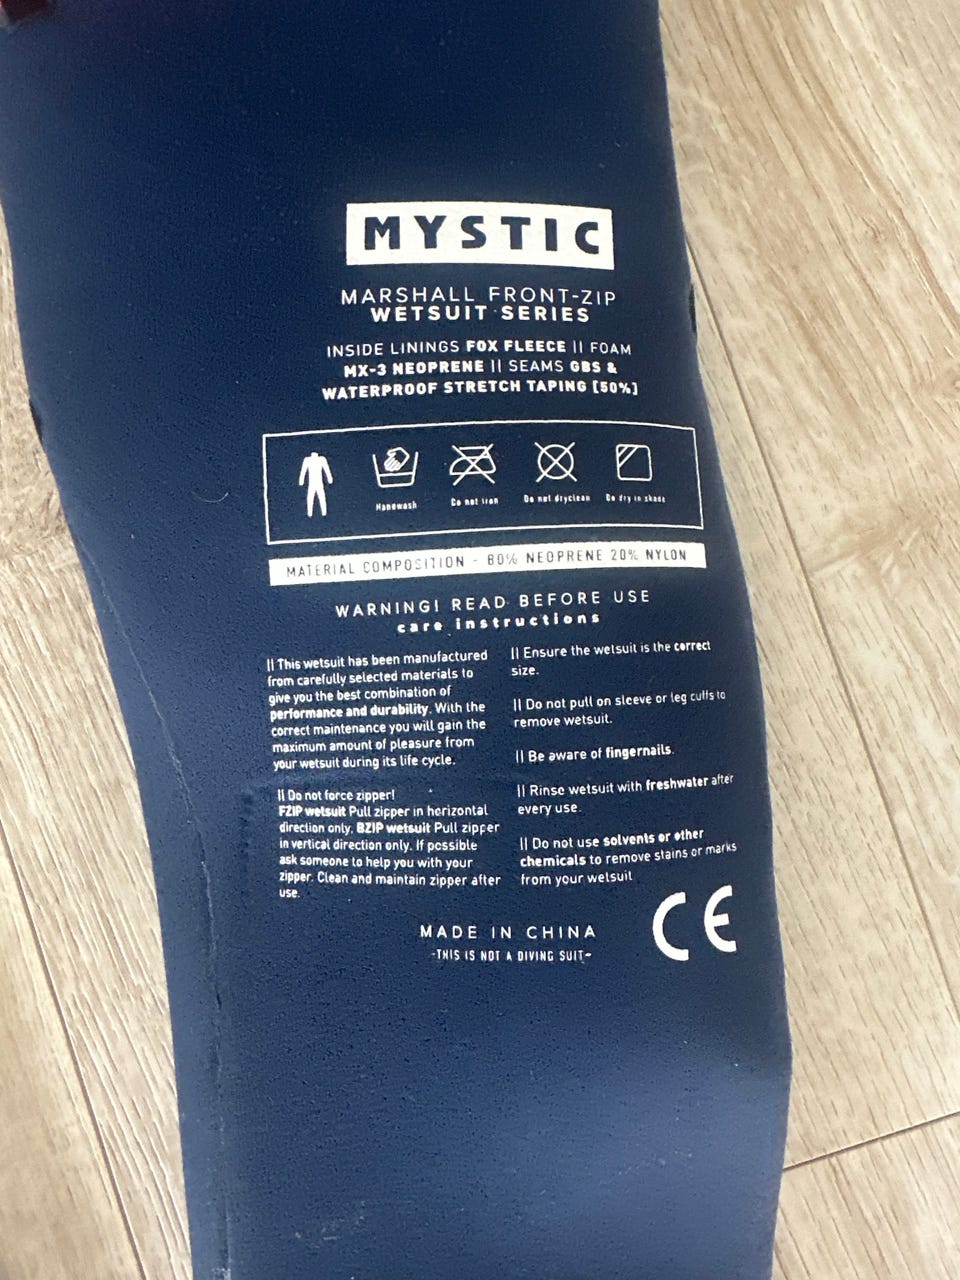 MYSTIC
MARSHALL FRONT-ZIP
WETSUIT SERIES
INSIDE LININGS FOX FLEECE || FOAM
MX-3 NEOPRENE || SEAMS GBS &
WATERPROOF STRETCH TAPING [50%]
Handwash
Do not iron
Do not dryclean
Do dry in shade
MATERIAL COMPOSITION - 80% NEOPRENE 20% NYLON
WARNING! READ BEFORE USE
care instructions
|| This wetsuit has been manufactured
from carefully selected materials to
give you the best combination of
performance and durability. With the
correct maintenance you will gain the
maximum amount of pleasure from
your wetsuit during its life cycle.
|| Do not force zipper!
FZIP wetsuit Pull zipper in horizontal
direction only, BZIP wetsuit Pull zipper
in vertical direction only. If possible
ask someone to help you with your
zipper. Clean and maintain zipper after
use.
|| Ensure the wetsuit is the correct
size.
|| Do not pull on sleeve or leg cuffs to
remove wetsuit.
|| Be aware of fingernails.
|| Rinse wetsuit with freshwater after
every use.
|| Do not use solvents or other
chemicals to remove stains or marks
from your wetsuit
MADE IN CHINA
-THIS IS NOT A DIVING SUIT-
CE